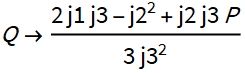 Q → (2 j1 j3 − j2² + j2 j3 P) / (3 j3²)